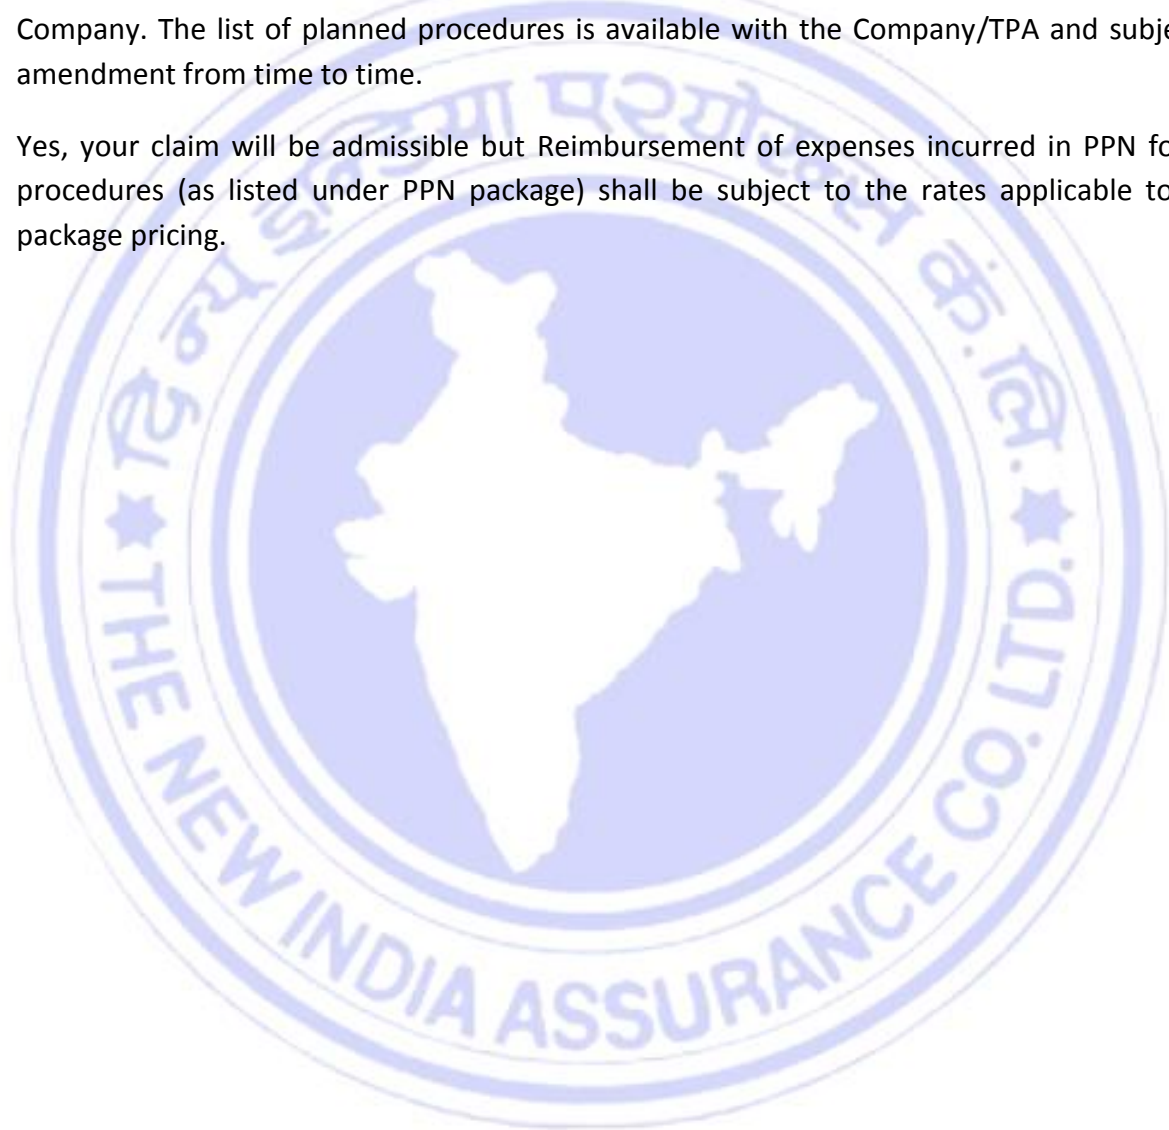 Company. The list of planned procedures is available with the Company/TPA and subje
amendment from time to time.
Yes, your claim will be admissible but Reimbursement of expenses incurred in PPN fo
procedures (as listed under PPN package) shall be subject to the rates applicable to
package pricing.
दि न्यू इन्डिया एश्योरेन्स कं. लि.
THE NEW INDIA ASSURANCE CO. LTD.